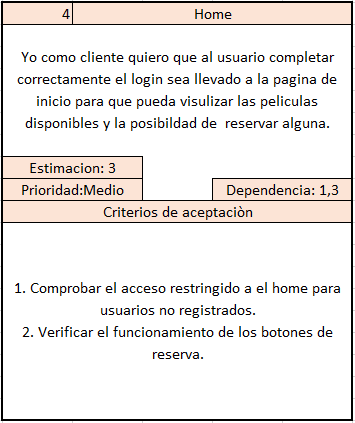 4 Home
Yo como cliente quiero que al usuario completar
correctamente el login sea llevado a la pagina de
inicio para que pueda visulizar las peliculas
disponibles y la posibildad de  reservar alguna.
Estimacion: 3
Prioridad:Medio Dependencia: 1,3
Criterios de aceptaciòn
1. Comprobar el acceso restringido a el home para
usuarios no registrados.
2. Verificar el funcionamiento de los botones de
reserva.